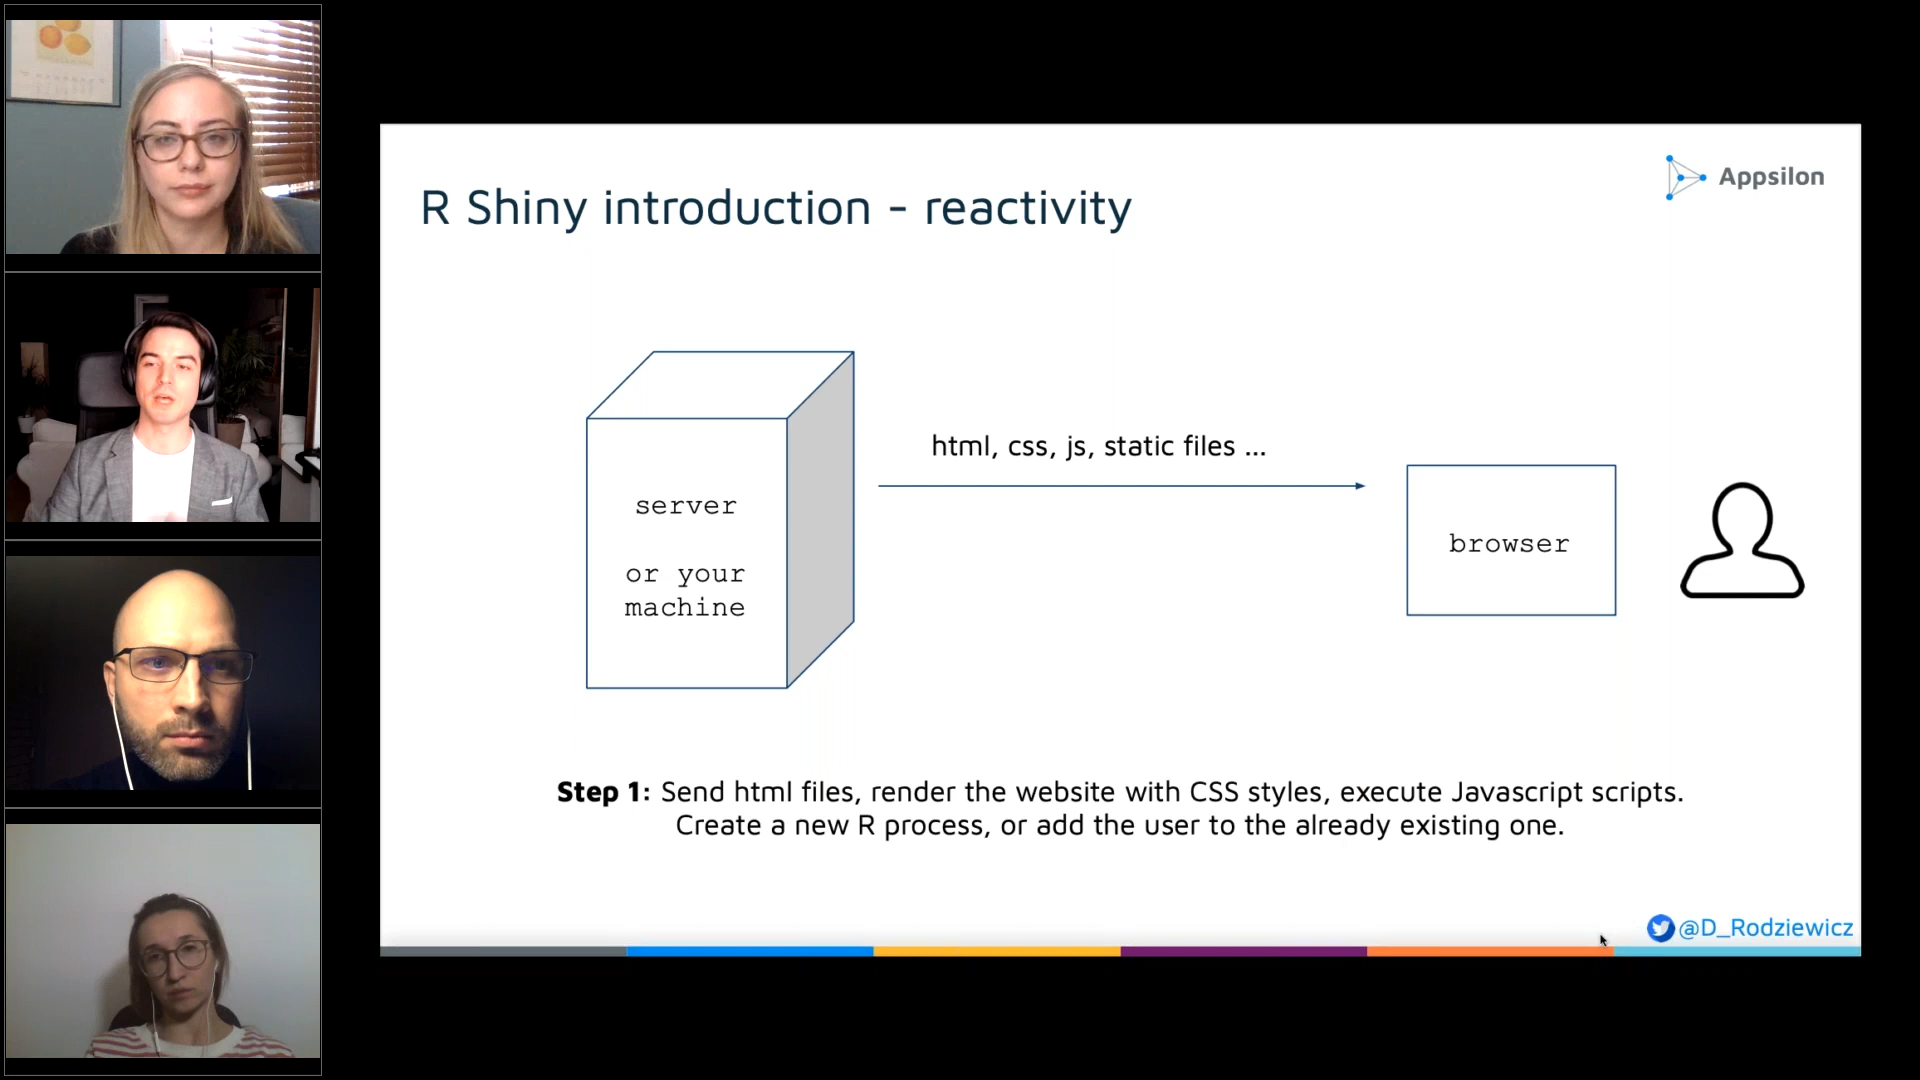 R Shiny introduction - reactivity
Appsilon
html, css, js, static files ...
server
or your
machine
browser
Step 1: Send html files, render the website with CSS styles, execute Javascript scripts.
Create a new R process, or add the user to the already existing one.
@D_Rodziewicz